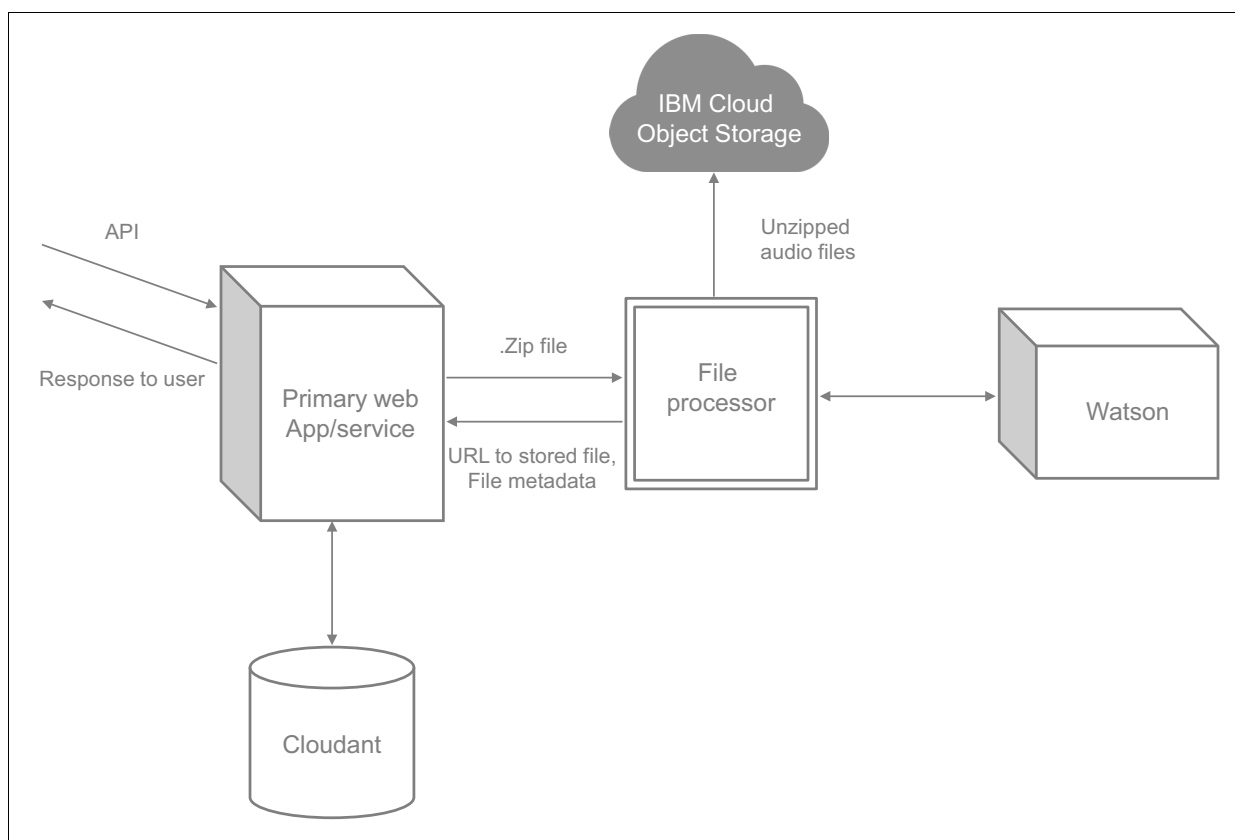 IBM Cloud
Object Storage
API
Unzipped
audio files
.Zip file
Response to user
Primary web
App/service
File
processor
Watson
URL to stored file,
File metadata
Cloudant